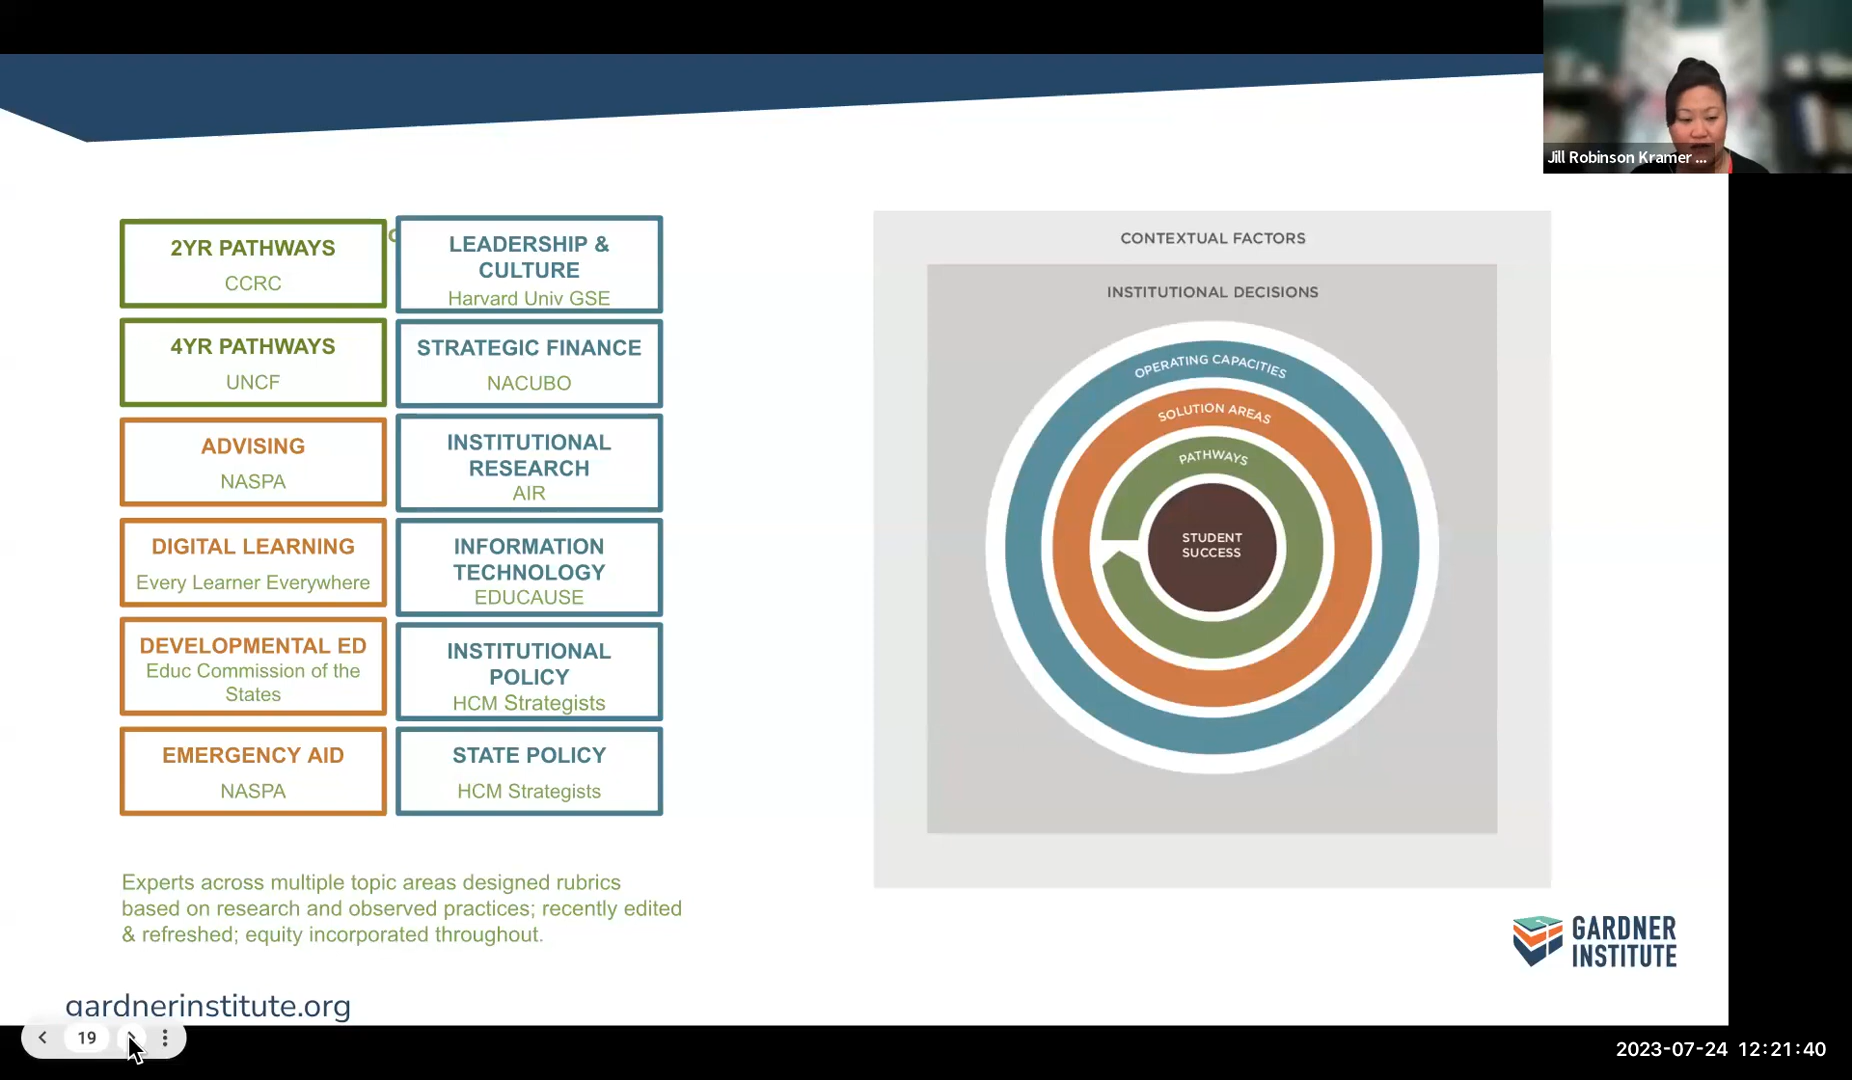 Jill Robinson Kramer ...
2YR PATHWAYS
CCRC
4YR PATHWAYS
UNCF
ADVISING
NASPA
DIGITAL LEARNING
Every Learner Everywhere
DEVELOPMENTAL ED
Educ Commission of the
States
EMERGENCY AID
NASPA
LEADERSHIP &
CULTURE
Harvard Univ GSE
STRATEGIC FINANCE
NACUBO
INSTITUTIONAL
RESEARCH
AIR
INFORMATION
TECHNOLOGY
EDUCAUSE
INSTITUTIONAL
POLICY
HCM Strategists
STATE POLICY
HCM Strategists
Experts across multiple topic areas designed rubrics
based on research and observed practices; recently edited
& refreshed; equity incorporated throughout.
CONTEXTUAL FACTORS
INSTITUTIONAL DECISIONS
OPERATING CAPACITIES
SOLUTION AREAS
PATHWAYS
STUDENT
SUCCESS
GARDNER
INSTITUTE
gardnerinstitute.org
19
2023-07-24 12:21:40